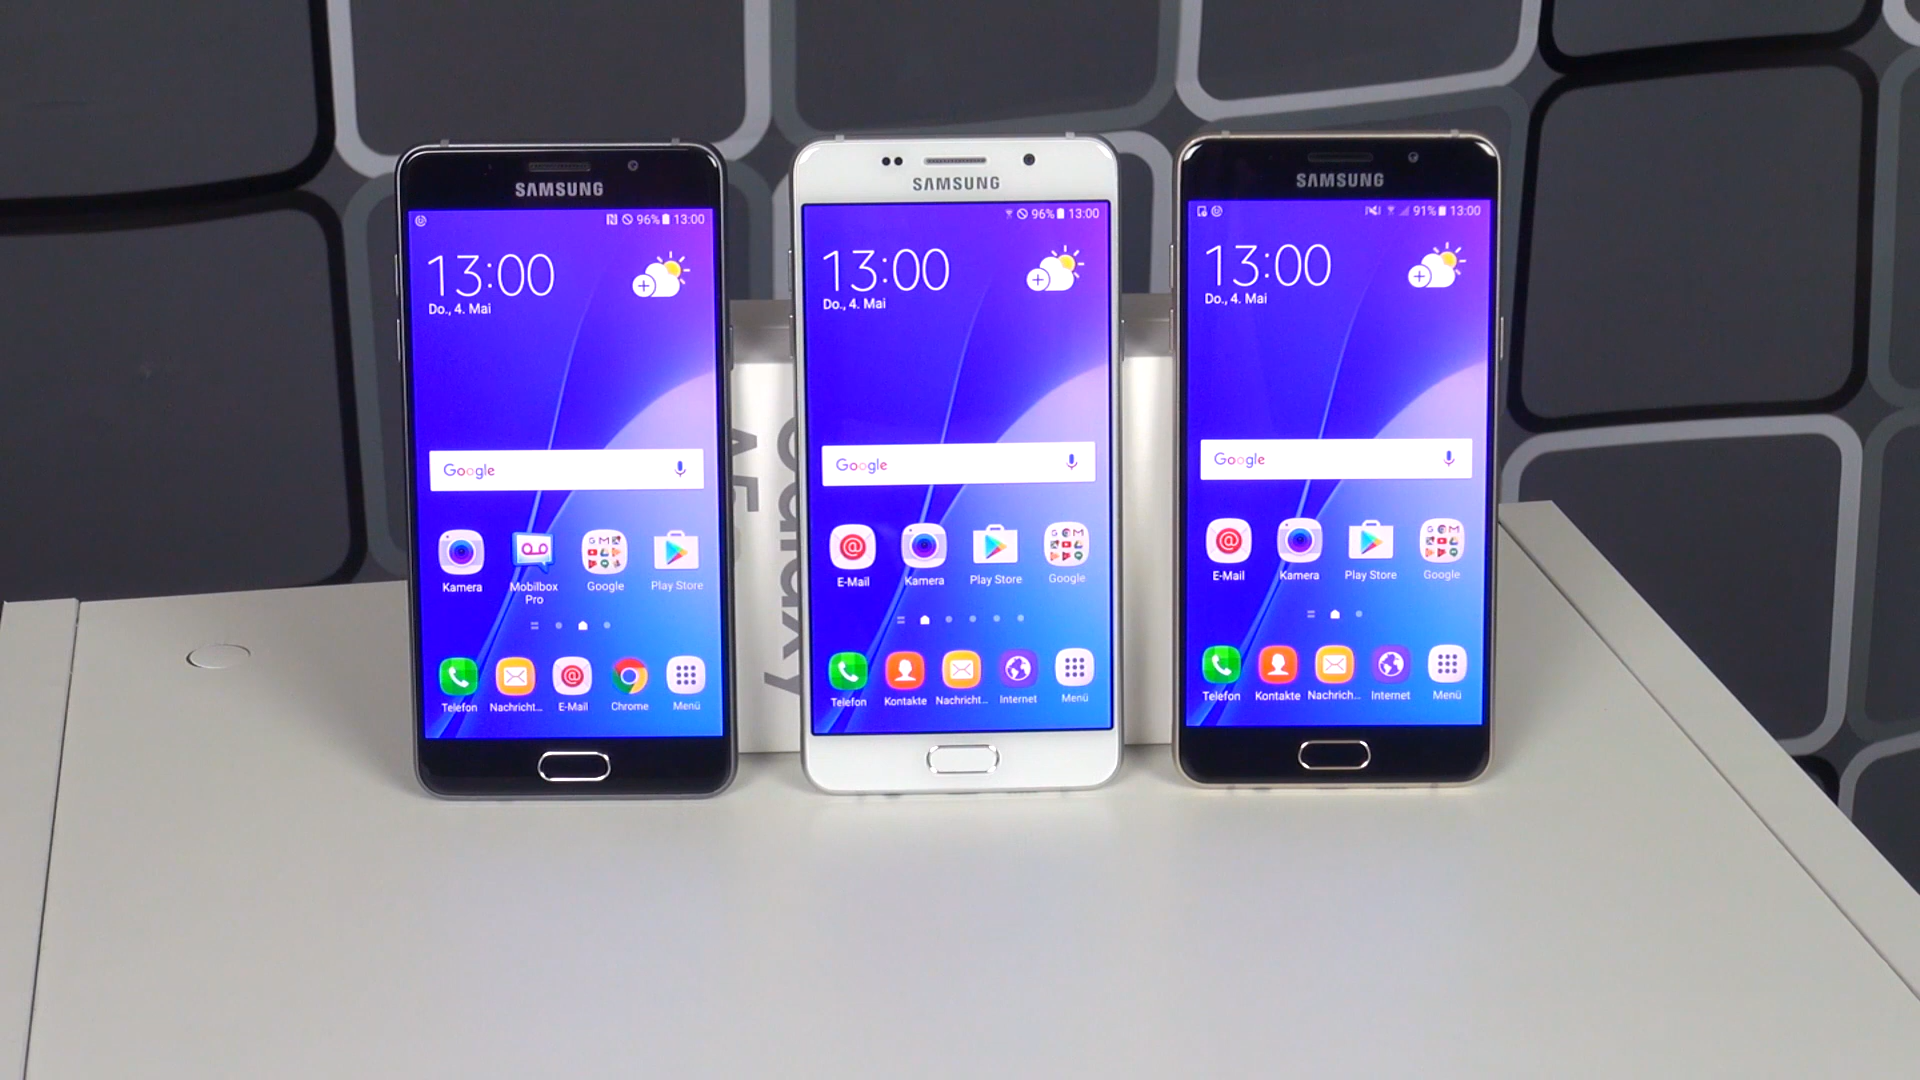 SAMSUNG
96% 13:00
13:00
Do., 4. Mai
Google
Kamera
Mobilbox
Pro
Google
Play Store
Telefon
Nachricht...
E-Mail
Chrome
Menü
SAMSUNG
96% 13:00
13:00
Do., 4. Mai
Google
E-Mail
Kamera
Play Store
Google
Telefon
Kontakte
Nachricht...
Internet
Menü
SAMSUNG
91% 13:00
13:00
Do., 4. Mai
Google
E-Mail
Kamera
Play Store
Google
Telefon
Kontakte
Nachrich...
Internet
Menü
Galaxy